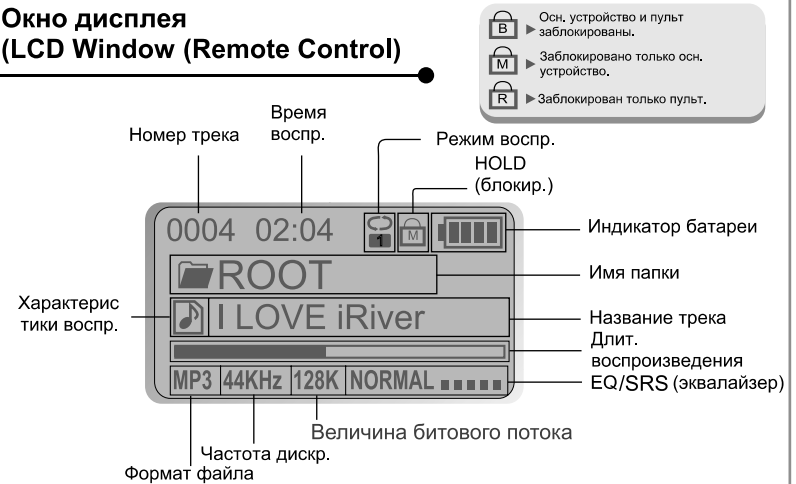 Окно дисплея
(LCD Window (Remote Control)
B
Осн. устройство и пульт
заблокированы.
M
Заблокировано только осн.
устройство.
R
Заблокирован только пульт.
Номер трека
Время
воспр.
Режим воспр.
HOLD
(блокир.)
0004 02:04
1
M
Индикатор батареи
ROOT
Имя папки
Характерис
тики воспр.
I LOVE iRiver
Название трека
Длит.
воспроизведения
MP3 44KHz 128K NORMAL
EQ/SRS (эквалайзер)
Величина битового потока
Частота дискр.
Формат файла